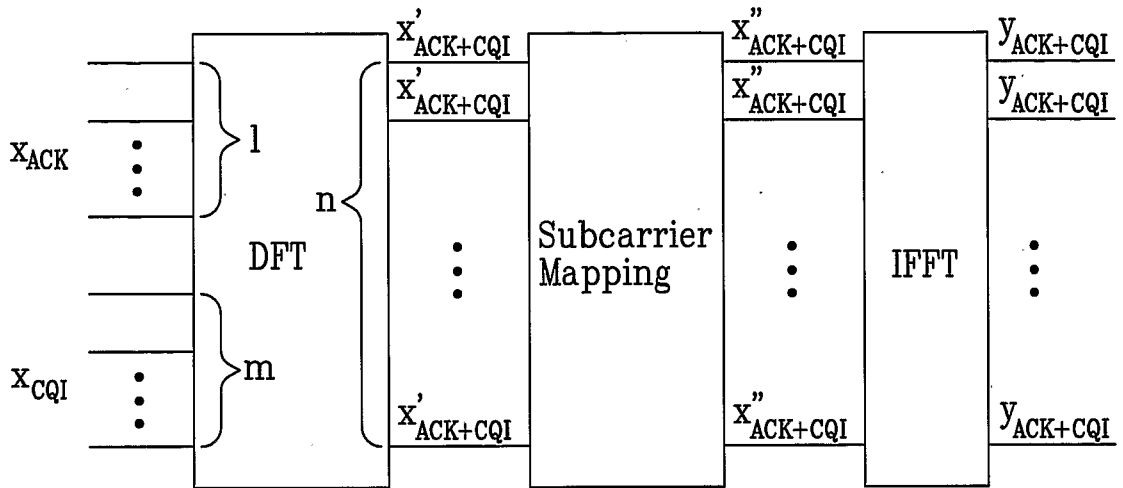 x'ACK+CQI
x"ACK+CQI
yACK+CQI
x'ACK+CQI
x"ACK+CQI
yACK+CQI
xACK
l
n
DFT
Subcarrier
Mapping
IFFT
xCQI
m
x'ACK+CQI
x"ACK+CQI
yACK+CQI